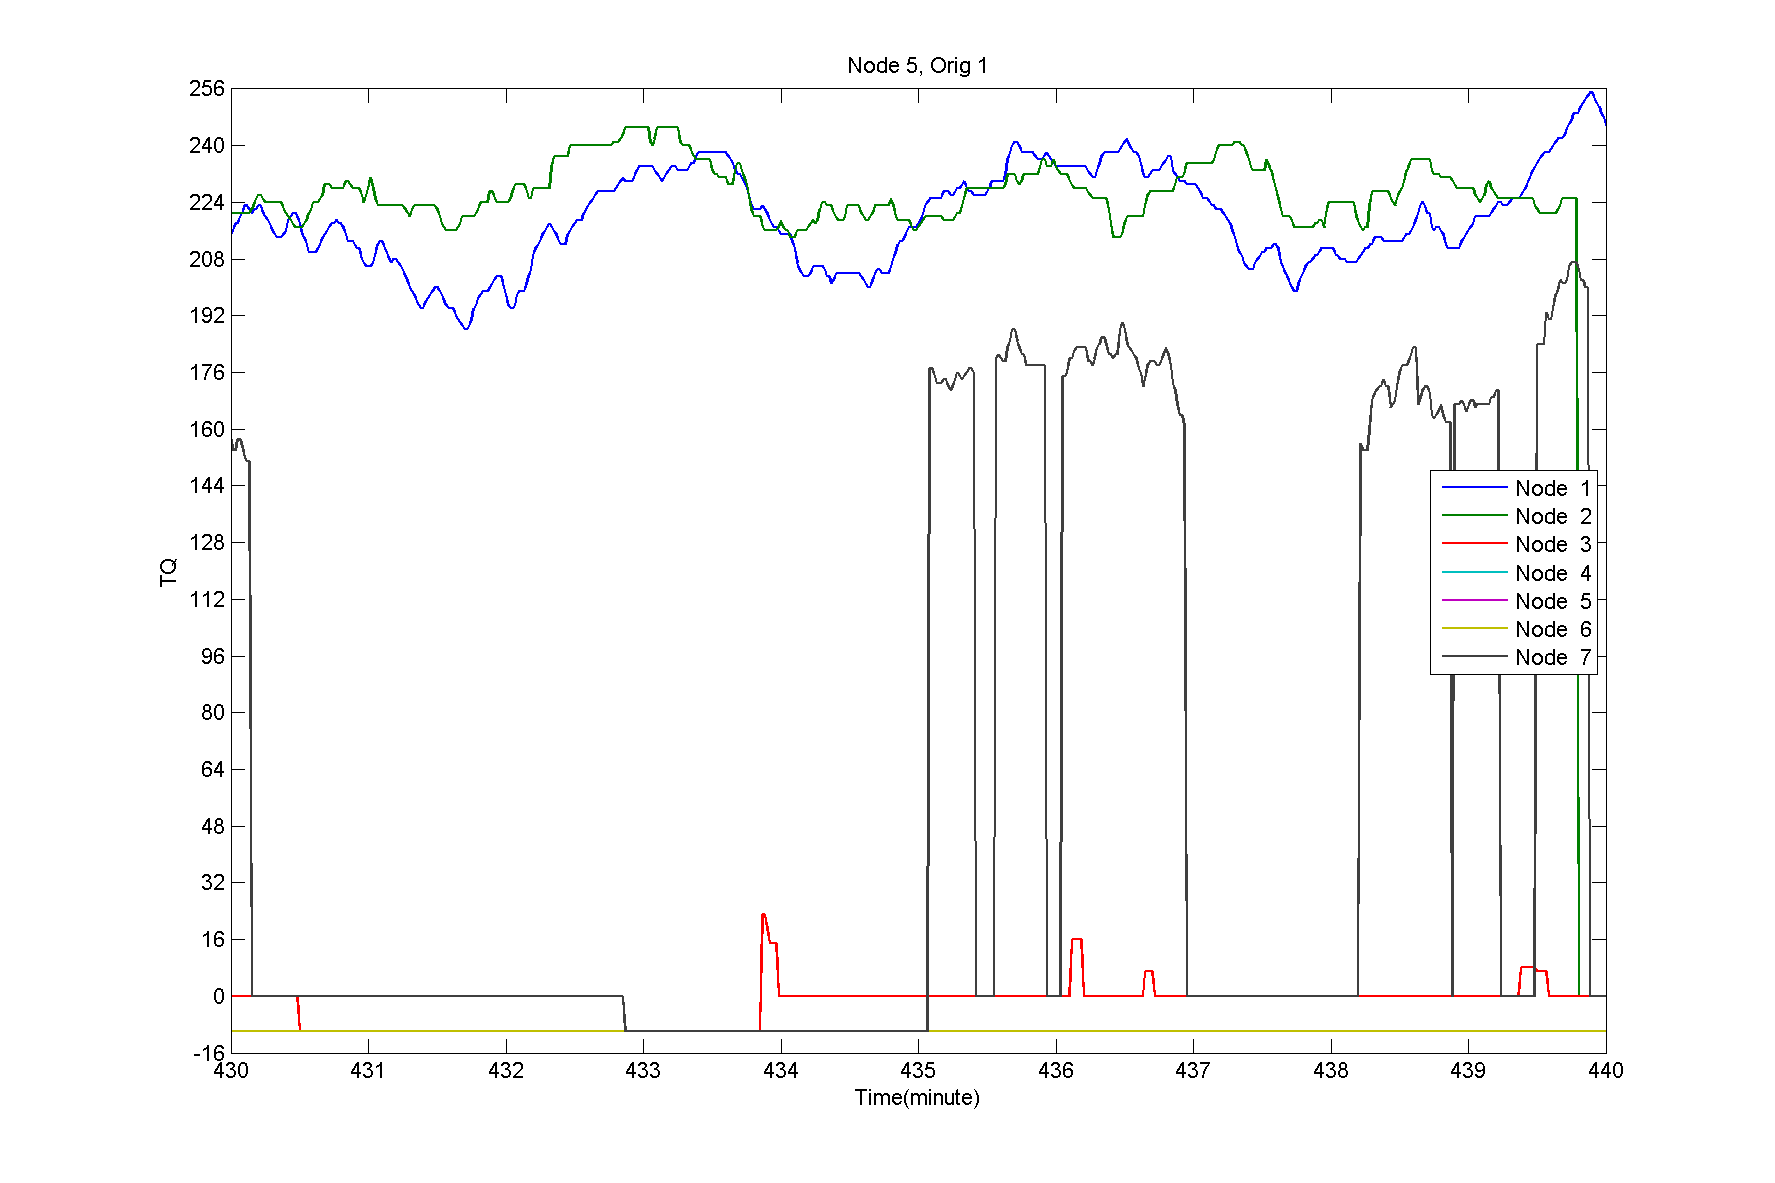 Node 5, Orig 1
256
240
224
208
192
176
160
144
128
112
96
80
64
48
32
16
0
-16
TQ
Node 1
Node 2
Node 3
Node 4
Node 5
Node 6
Node 7
430 431 432 433 434 435 436 437 438 439 440
Time(minute)